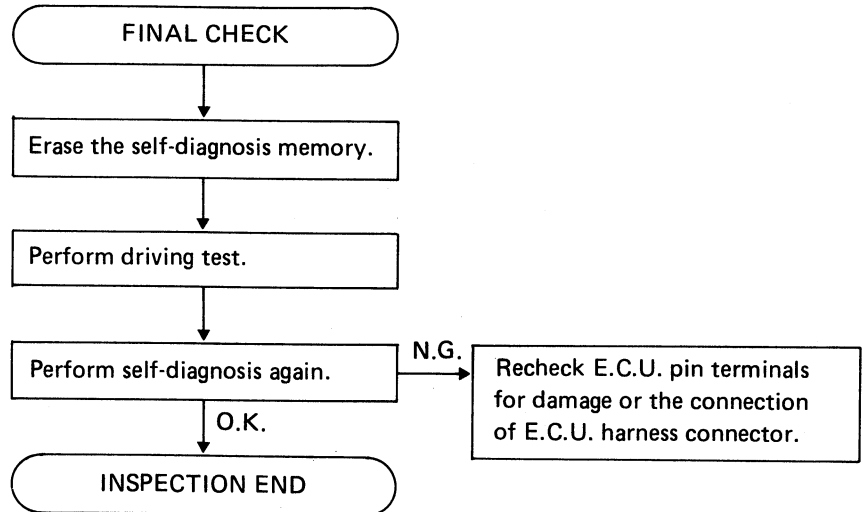 FINAL CHECK
Erase the self-diagnosis memory.
Perform driving test.
Perform self-diagnosis again.
N.G.
Recheck E.C.U. pin terminals
for damage or the connection
of E.C.U. harness connector.
O.K.
INSPECTION END